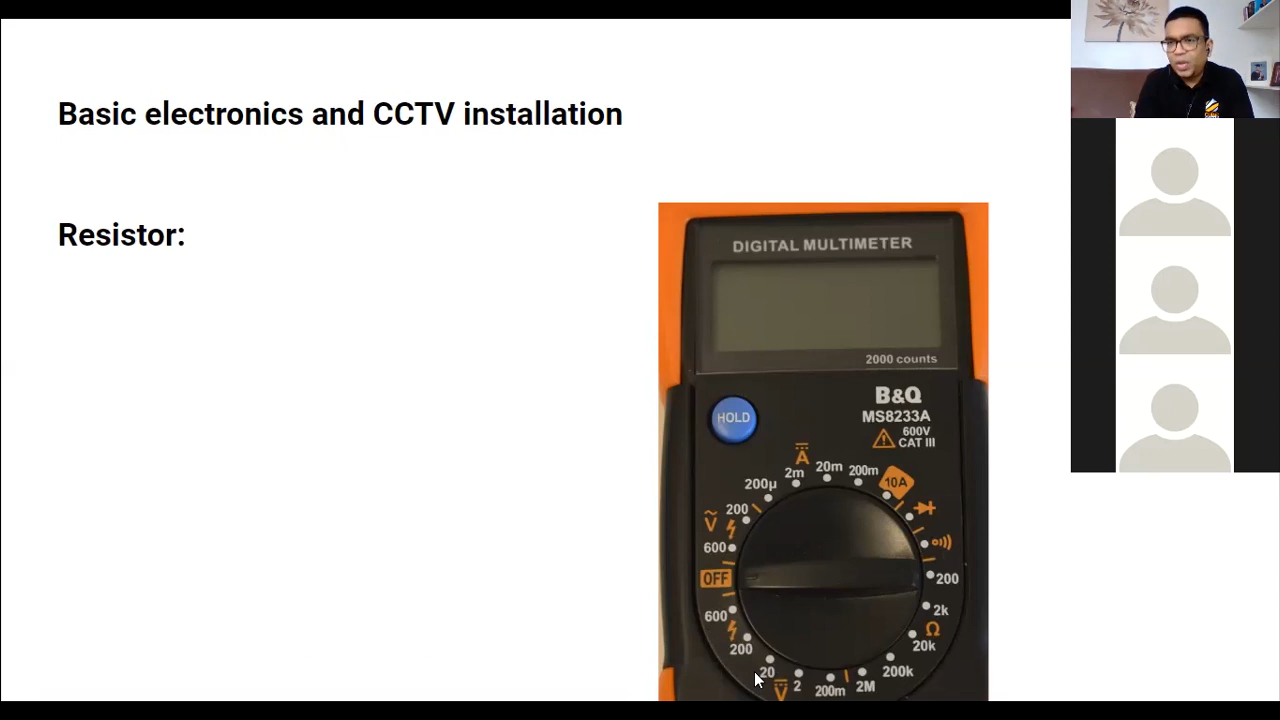 Basic electronics and CCTV installation
Resistor:
DIGITAL MULTIMETER
2000 counts
HOLD
B&Q
MS8233A
600V
CAT III
A
200µ
2m
20m
200m
10A
V
200
600
OFF
600
200
20
V
2
200m
2M
200k
20k
Ω
2k
200